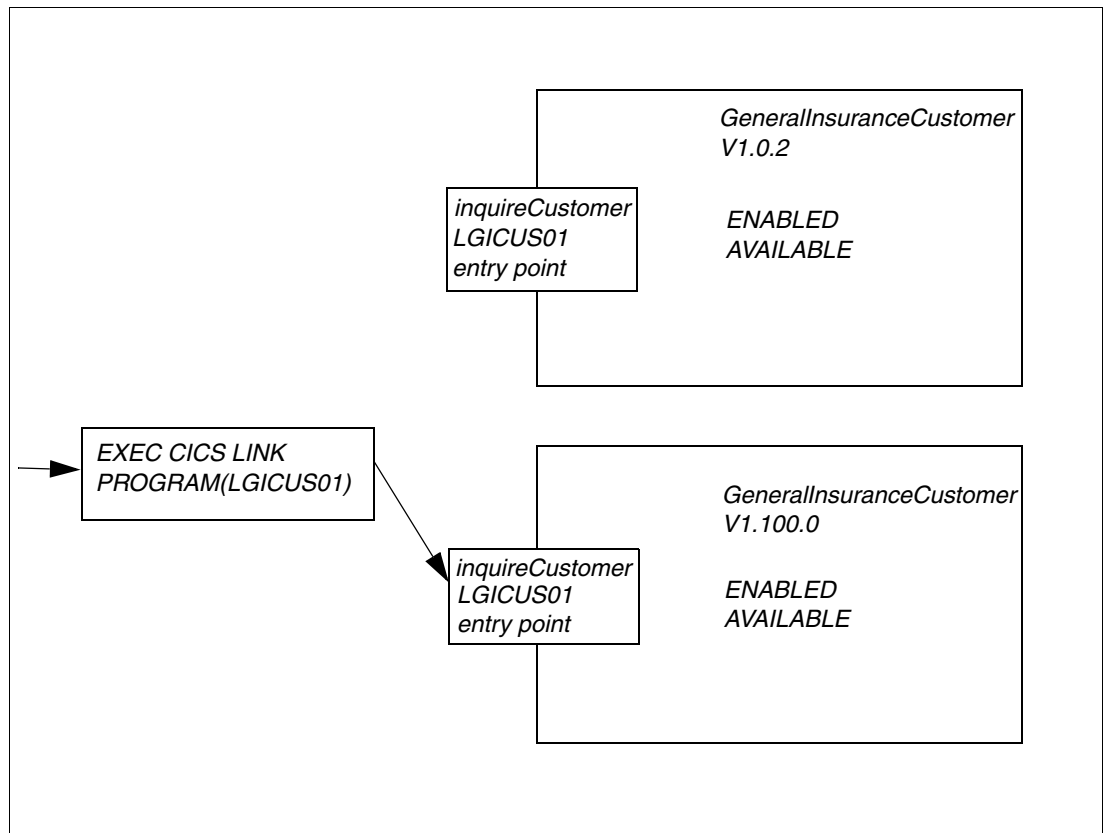 GeneralInsuranceCustomer
V1.0.2
inquireCustomer
LGICUS01
entry point
ENABLED
AVAILABLE
EXEC CICS LINK
PROGRAM(LGICUS01)
GeneralInsuranceCustomer
V1.100.0
inquireCustomer
LGICUS01
entry point
ENABLED
AVAILABLE